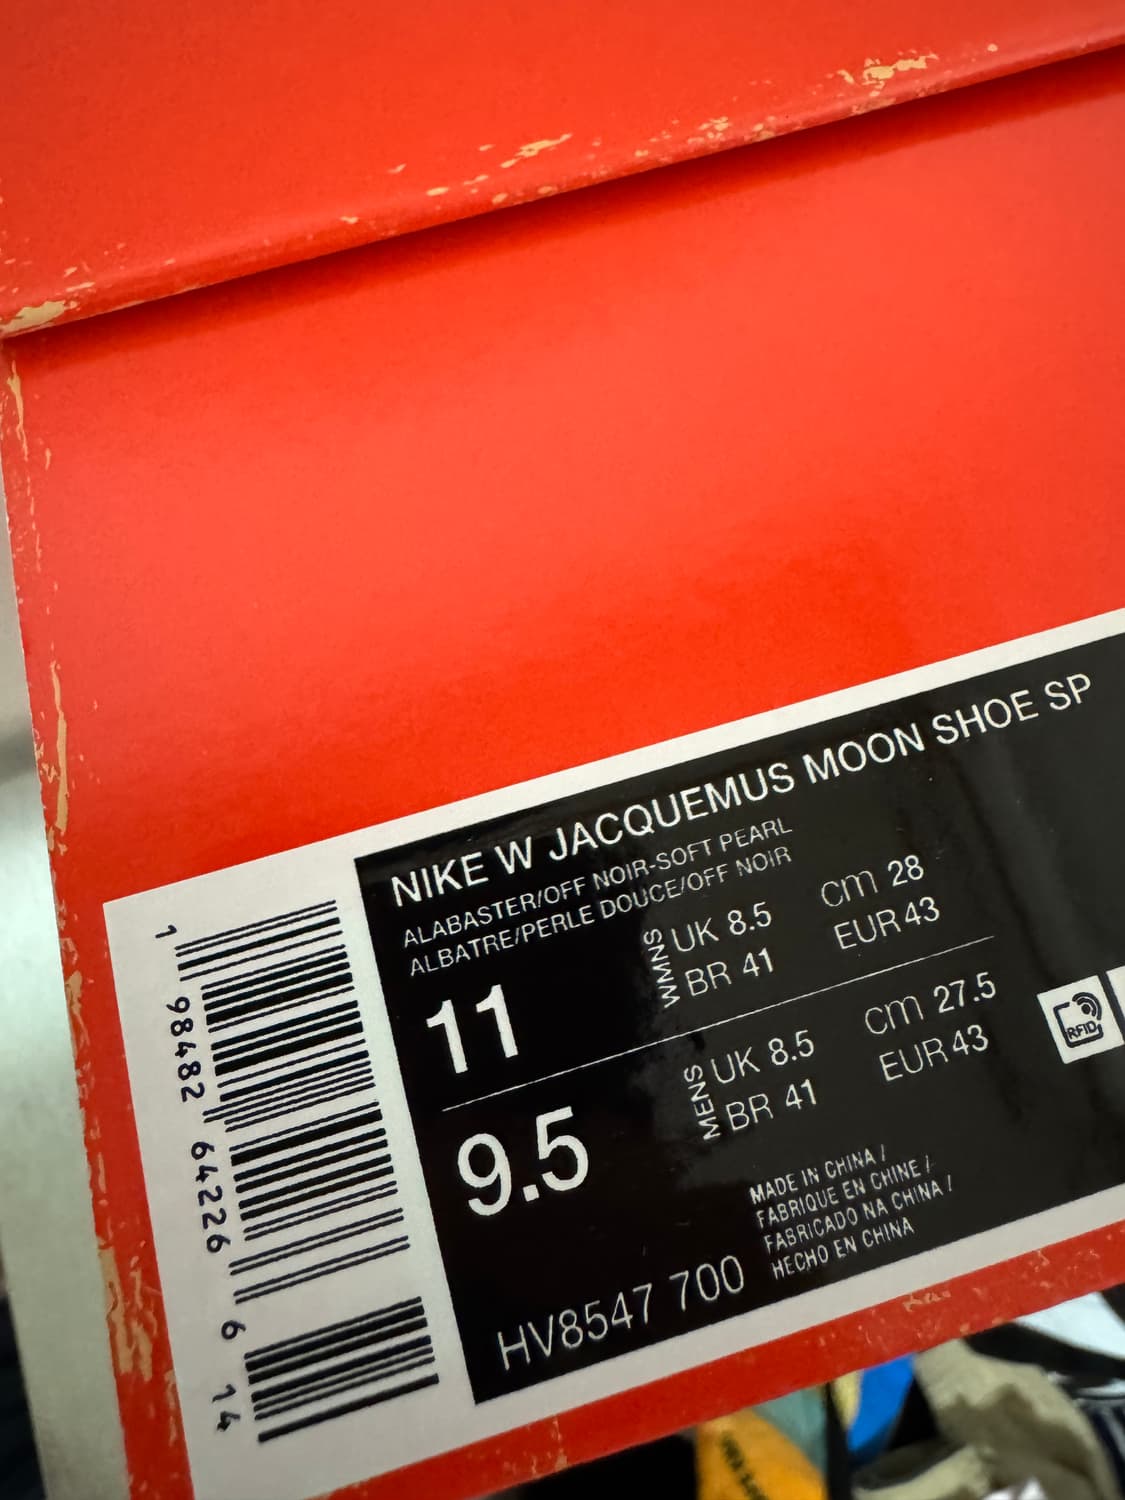 NIKE W JACQUEMUS MOON SHOE SP
ALABASTER/OFF NOIR-SOFT PEARL
ALBATRE/PERLE DOUCE/OFF NOIR
11
WMNS
UK 8.5 cm 28
BR 41 EUR 43
9.5
MENS
UK 8.5 cm 27.5
BR 41 EUR 43
RFID
MADE IN CHINA /
FABRIQUE EN CHINE /
FABRICADO NA CHINA /
HECHO EN CHINA
HV8547 700
1 98482 64226 6 14